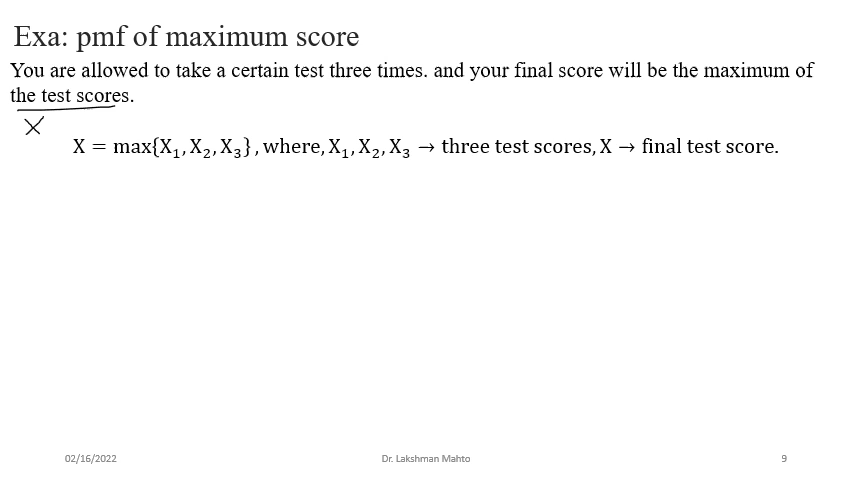 Exa: pmf of maximum score
You are allowed to take a certain test three times. and your final score will be the maximum of
the test scores.
X
X = max{X₁, X₂, X₃}, where, X₁, X₂, X₃ → three test scores, X → final test score.
02/16/2022
Dr. Lakshman Mahto
9